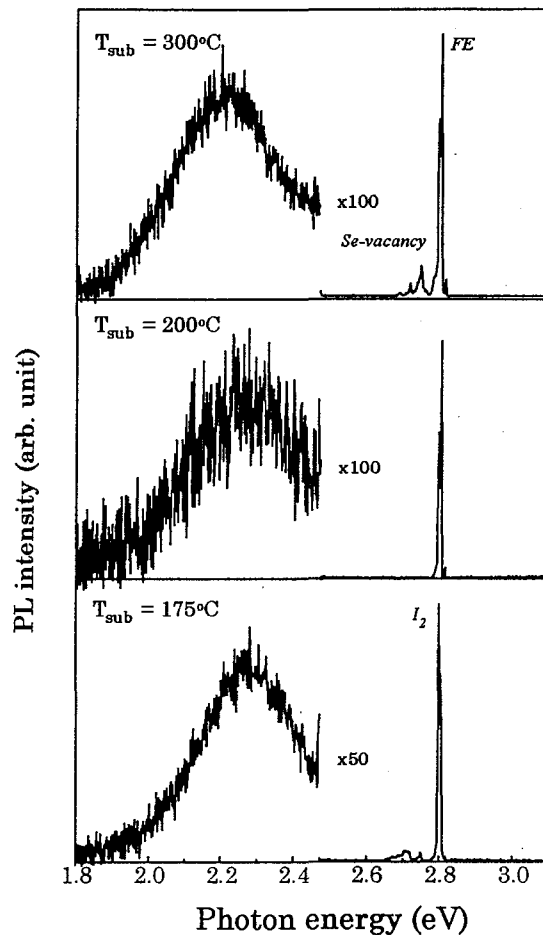 T_sub = 300°C
FE
x100
Se-vacancy
T_sub = 200°C
x100
T_sub = 175°C
I_2
x50
PL intensity (arb. unit)
1.8 2.0 2.2 2.4 2.6 2.8 3.0
Photon energy (eV)